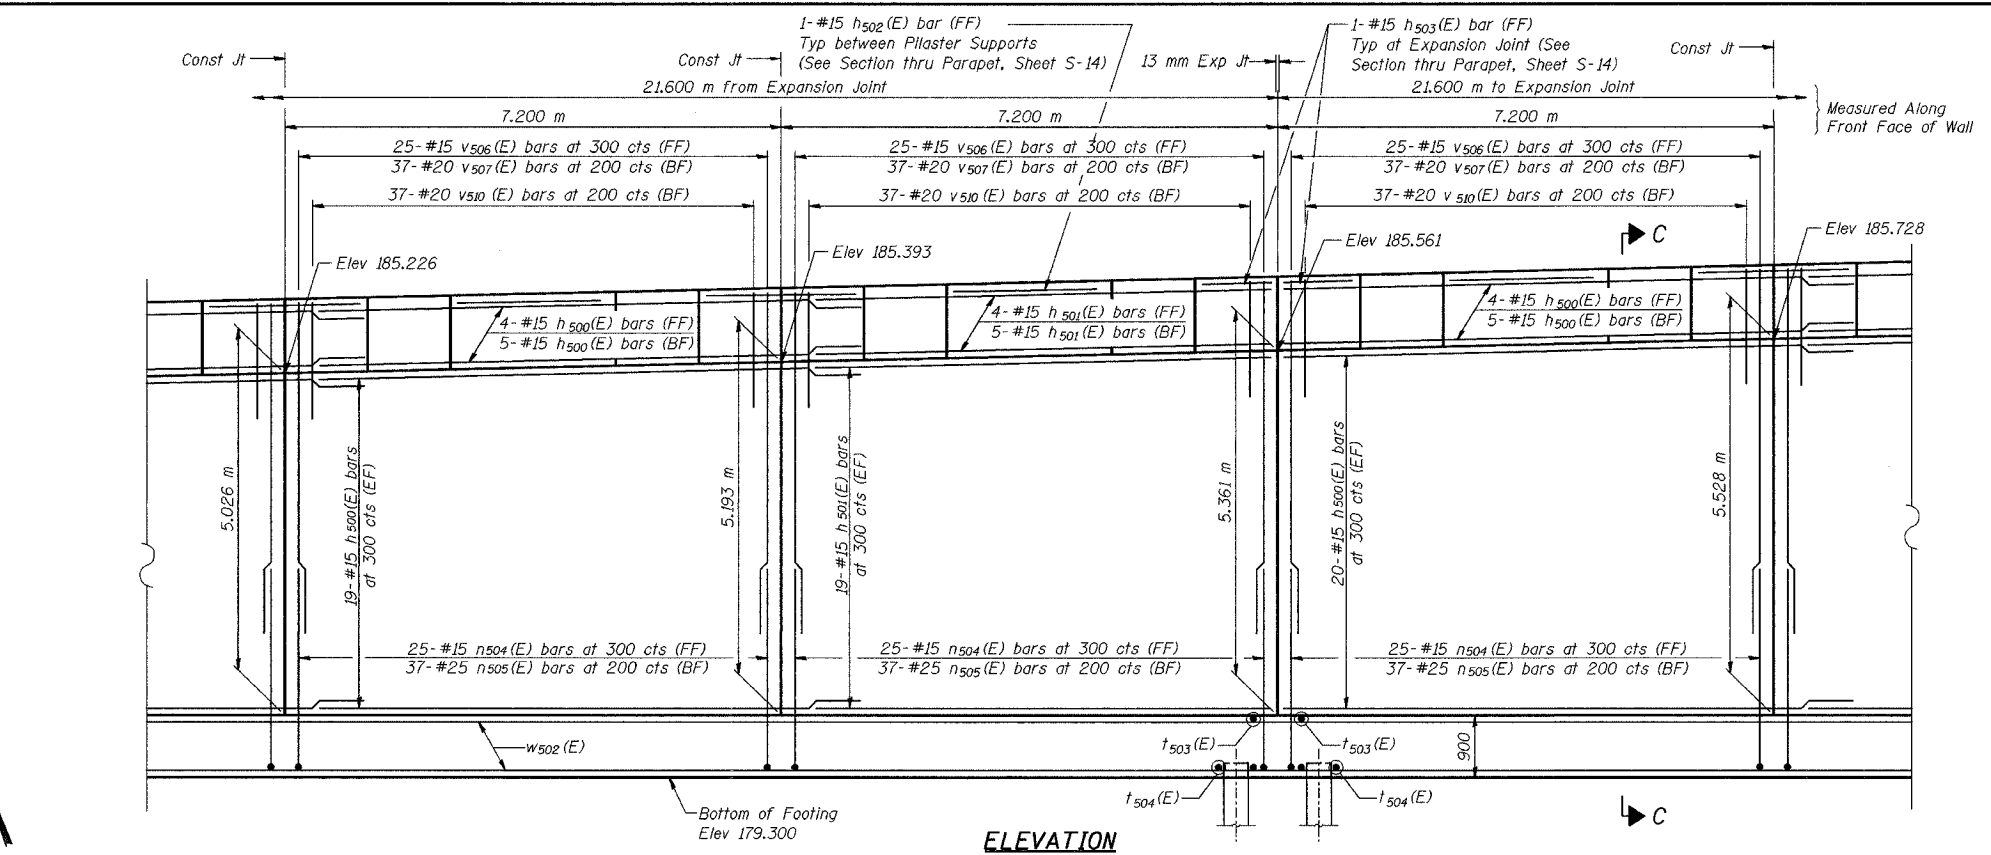 1-#15 h502(E) bar (FF)
Typ between Pilaster Supports
(See Section thru Parapet, Sheet S-14)
1-#15 h503(E) bar (FF)
Typ at Expansion Joint (See
Section thru Parapet, Sheet S-14)
Const Jt
Const Jt
13 mm Exp Jt
Const Jt
21.600 m from Expansion Joint
21.600 m to Expansion Joint
Measured Along
Front Face of Wall
7.200 m
7.200 m
7.200 m
25-#15 v506(E) bars at 300 cts (FF)
37-#20 v507(E) bars at 200 cts (BF)
37-#20 v510(E) bars at 200 cts (BF)
25-#15 v506(E) bars at 300 cts (FF)
37-#20 v507(E) bars at 200 cts (BF)
37-#20 v510(E) bars at 200 cts (BF)
25-#15 v506(E) bars at 300 cts (FF)
37-#20 v507(E) bars at 200 cts (BF)
37-#20 v510(E) bars at 200 cts (BF)
Elev 185.226
Elev 185.393
Elev 185.561
C
Elev 185.728
4-#15 h500(E) bars (FF)
5-#15 h500(E) bars (BF)
4-#15 h501(E) bars (FF)
5-#15 h501(E) bars (BF)
4-#15 h500(E) bars (FF)
5-#15 h500(E) bars (BF)
5.026 m
19-#15 h500(E) bars
at 300 cts (EF)
5.193 m
19-#15 h501(E) bars
at 300 cts (EF)
5.361 m
20-#15 h500(E) bars
at 300 cts (EF)
5.528 m
25-#15 n504(E) bars at 300 cts (FF)
37-#25 n505(E) bars at 200 cts (BF)
25-#15 n504(E) bars at 300 cts (FF)
37-#25 n505(E) bars at 200 cts (BF)
25-#15 n504(E) bars at 300 cts (FF)
37-#25 n505(E) bars at 200 cts (BF)
w502(E)
t503(E)
t503(E)
900
t504(E)
t504(E)
Bottom of Footing
Elev 179.300
C
ELEVATION